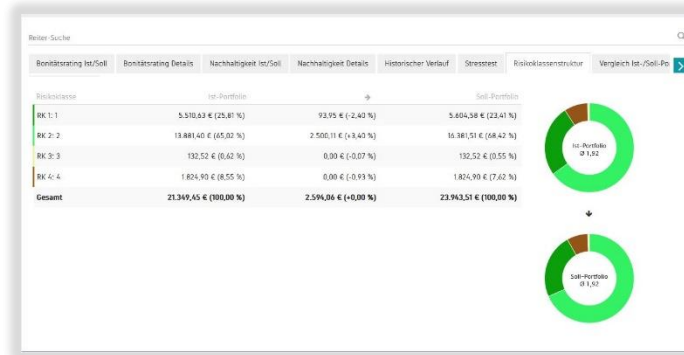 Reiter-Suche
Bonitätsrating Ist/Soll Bonitätsrating Details Nachhaltigkeit Ist/Soll Nachhaltigkeit Details Historischer Verlauf Stresstest Risikoklassenstruktur Vergleich Ist-/Soll-Po
Risikoklasse Ist-Portfolio → Soll-Portfolio
RK 1: 1 5.510,63 € (25,81 %) 93,95 € (-2,40 %) 5.604,58 € (23,41 %)
RK 2: 2 13.881,40 € (65,02 %) 2.500,11 € (+3,40 %) 16.381,51 € (68,42 %)
RK 3: 3 132,52 € (0,62 %) 0,00 € (-0,07 %) 132,52 € (0,55 %)
RK 4: 4 1.824,90 € (8,55 %) 0,00 € (-0,93 %) 1.824,90 € (7,62 %)
Gesamt 21.349,45 € (100,00 %) 2.594,06 € (+0,00 %) 23.943,51 € (100,00 %)
Ist-Portfolio
Ø 1,92
Soll-Portfolio
Ø 1,92